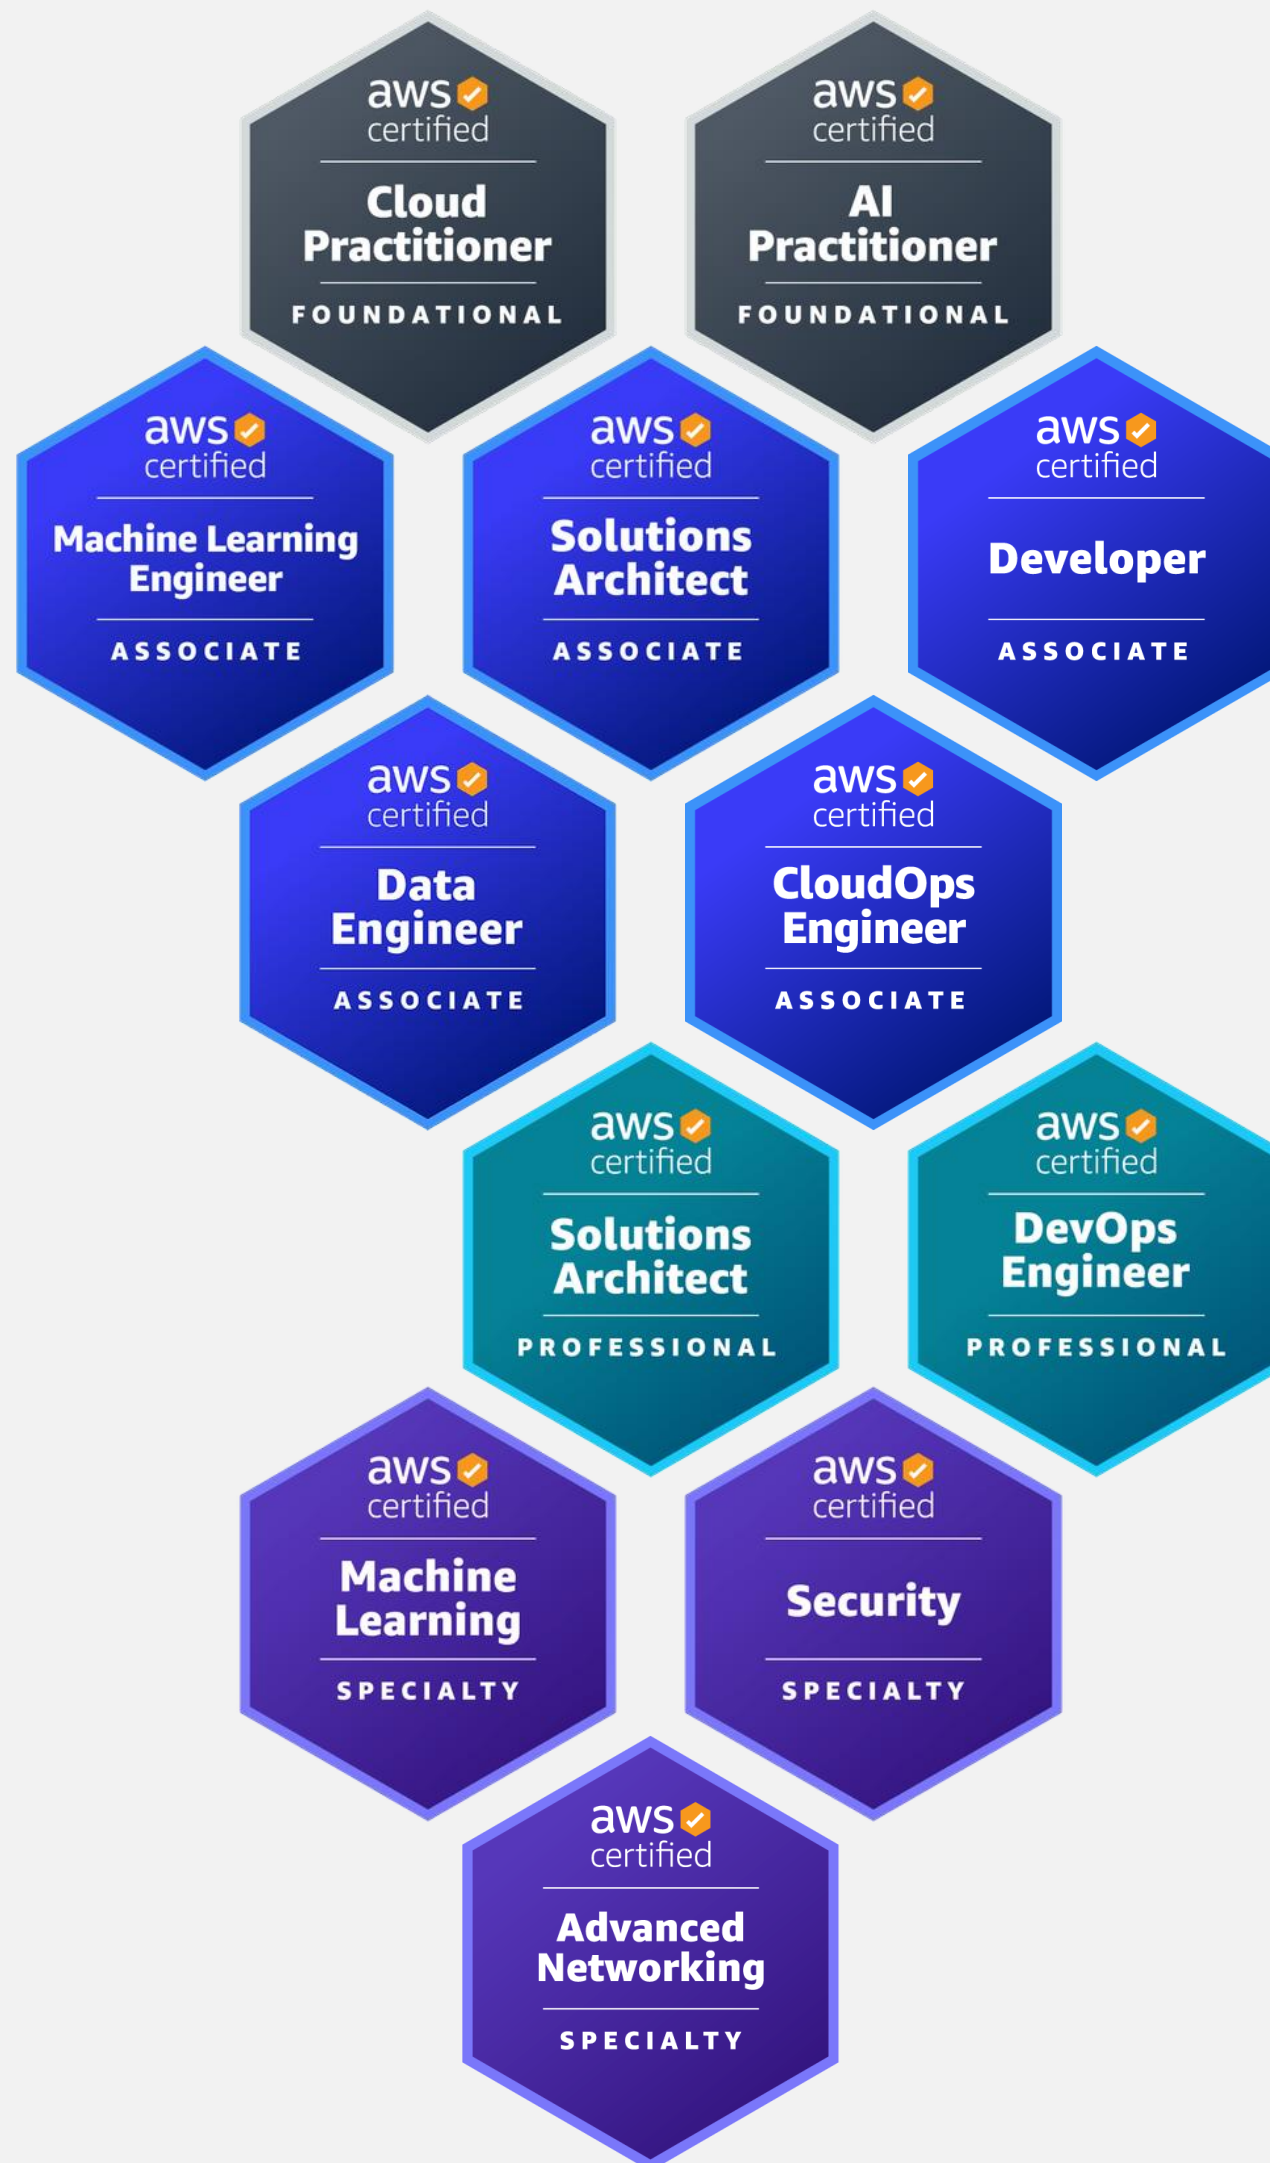 aws
certified
Cloud
Practitioner
FOUNDATIONAL
aws
certified
AI
Practitioner
FOUNDATIONAL
aws
certified
Machine Learning
Engineer
ASSOCIATE
aws
certified
Solutions
Architect
ASSOCIATE
aws
certified
Developer
ASSOCIATE
aws
certified
Data
Engineer
ASSOCIATE
aws
certified
CloudOps
Engineer
ASSOCIATE
aws
certified
Solutions
Architect
PROFESSIONAL
aws
certified
DevOps
Engineer
PROFESSIONAL
aws
certified
Machine
Learning
SPECIALTY
aws
certified
Security
SPECIALTY
aws
certified
Advanced
Networking
SPECIALTY